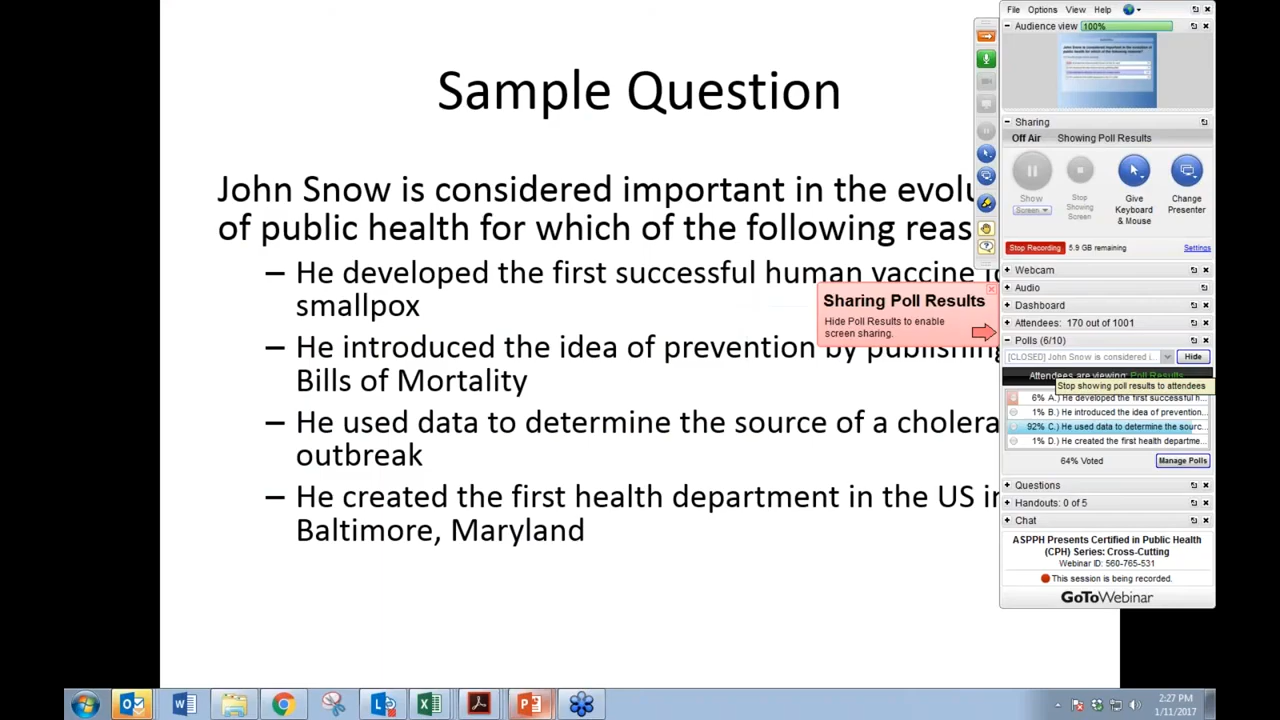 Sample Question
John Snow is considered important in the evolu
of public health for which of the following reas
– He developed the first successful human vaccine fo
smallpox
– He introduced the idea of prevention by publishing
Bills of Mortality
– He used data to determine the source of a cholera
outbreak
– He created the first health department in the US in
Baltimore, Maryland
Sharing Poll Results
Hide Poll Results to enable
screen sharing.
File Options View Help
Audience view 100%
Sharing
Off Air Showing Poll Results
Show
Screen
Stop
Showing
Screen
Give
Keyboard
& Mouse
Change
Presenter
Stop Recording 5.9 GB remaining Settings
Webcam
Audio
Dashboard
Attendees: 170 out of 1001
Polls (6/10)
[CLOSED] John Snow is considered i... Hide
Attendees are viewing: Poll Results
Stop showing poll results to attendees
6% A.) He developed the first successful h...
1% B.) He introduced the idea of prevention...
92% C.) He used data to determine the sourc...
1% D.) He created the first health departme...
64% Voted Manage Polls
Questions
Handouts: 0 of 5
Chat
ASPPH Presents Certified in Public Health
(CPH) Series: Cross-Cutting
Webinar ID: 560-765-531
This session is being recorded.
GoToWebinar
2:27 PM
1/11/2017